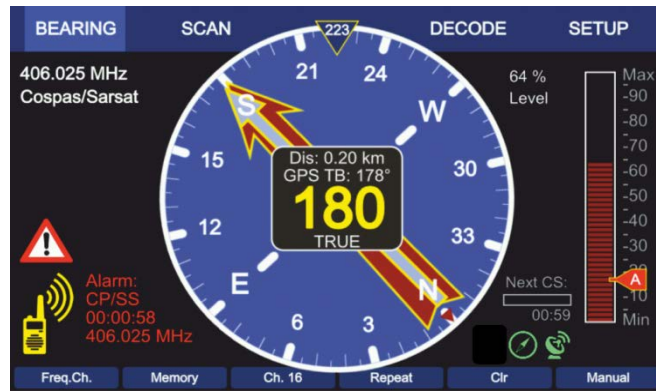 BEARING
SCAN
223
DECODE
SETUP
406.025 MHz
Cospas/Sarsat
21
24
S
W
15
30
12
33
E
N
6
3
Dis: 0.20 km
GPS TB: 178°
180
TRUE
64 %
Level
Max
-90
-80
-70
-60
-50
-40
-30
-20
-10
Min
A
Alarm:
CP/SS
00:00:58
406.025 MHz
Next CS:
00:59
Freq.Ch.
Memory
Ch. 16
Repeat
Clr
Manual